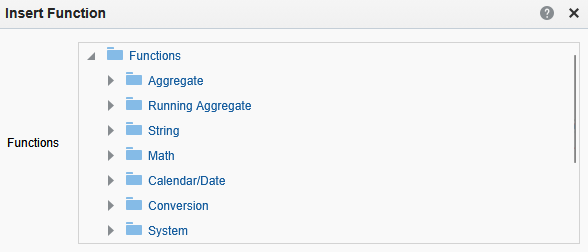 Insert Function
Functions
Functions
Aggregate
Running Aggregate
String
Math
Calendar/Date
Conversion
System